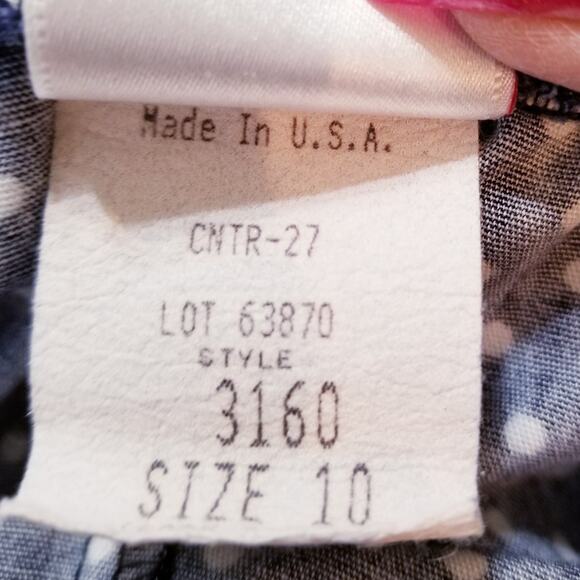 Made In U.S.A.
CNTR-27
LOT 63870
STYLE
3160
SIZE 10